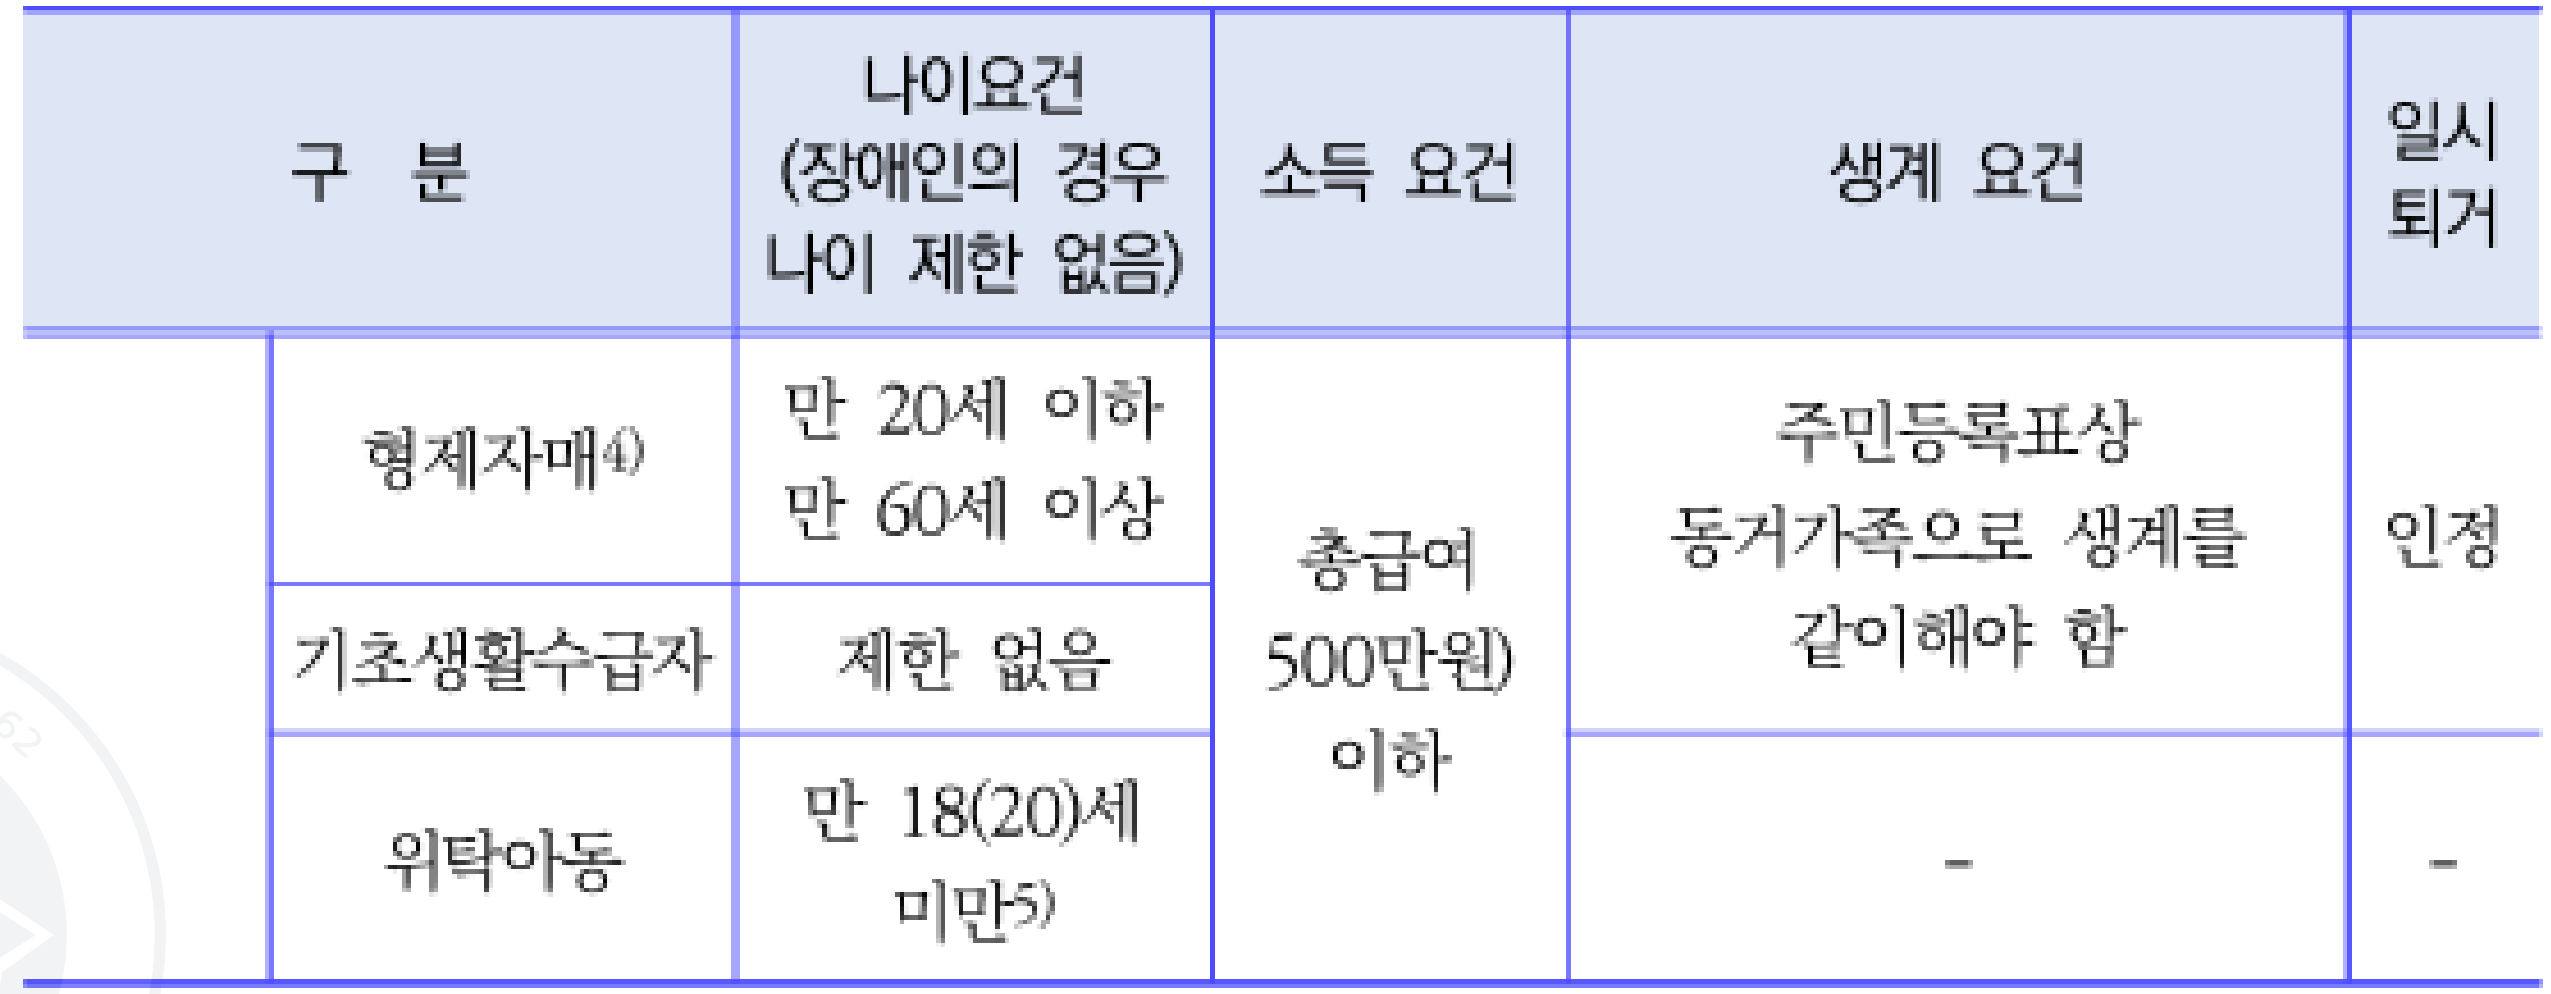 구 분
나이요건
(장애인의 경우
나이 제한 없음)
소득 요건
생계 요건
일시
퇴거
형제자매4)
만 20세 이하
만 60세 이상
총급여
500만원)
이하
주민등록표상
동거가족으로 생계를
같이해야 함
인정
기초생활수급자
제한 없음
위탁아동
만 18(20)세
미만5)
-
-
62